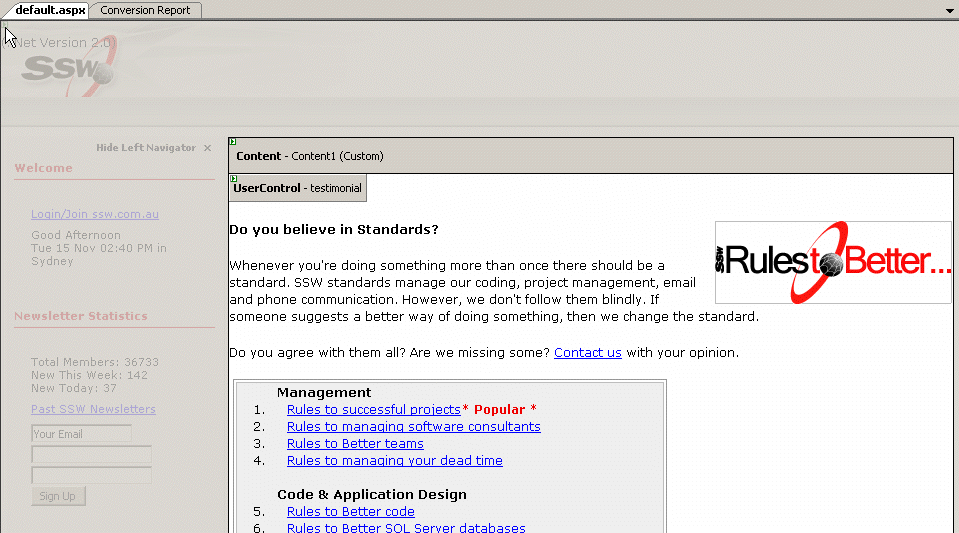 default.aspx Conversion Report
(.Net Version 2.0)
SSW
Hide Left Navigator ×
Welcome
Login/Join ssw.com.au
Good Afternoon
Tue 15 Nov 02:40 PM in
Sydney
Newsletter Statistics
Total Members: 36733
New This Week: 142
New Today: 37
Past SSW Newsletters
Your Email
Sign Up
Content - Content1 (Custom)
UserControl - testimonial
Do you believe in Standards?
SSW Rules to Better...
Whenever you're doing something more than once there should be a
standard. SSW standards manage our coding, project management, email
and phone communication. However, we don't follow them blindly. If
someone suggests a better way of doing something, then we change the standard.
Do you agree with them all? Are we missing some? Contact us with your opinion.
Management
1. Rules to successful projects* Popular *
2. Rules to managing software consultants
3. Rules to Better teams
4. Rules to managing your dead time
Code & Application Design
5. Rules to Better code
6. Rules to Better SQL Server databases